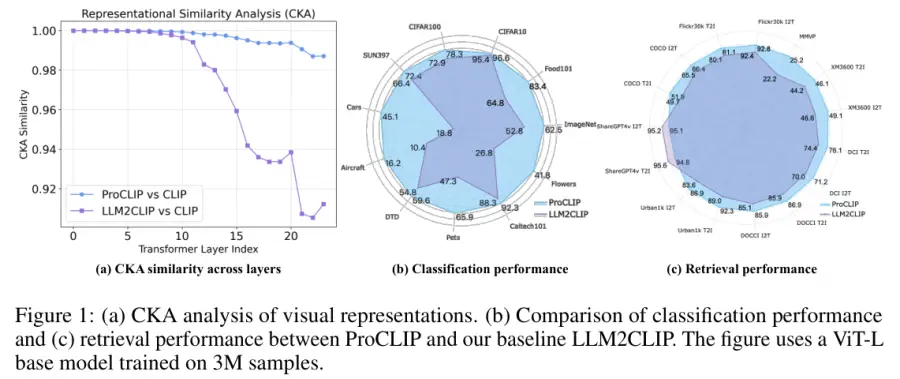 Representational Similarity Analysis (CKA)
1.00
0.98
0.96
0.94
0.92
CKA Similarity
ProCLIP vs CLIP
LLM2CLIP vs CLIP
0 5 10 15 20
Transformer Layer Index
(a) CKA similarity across layers
CIFAR100
CIFAR10
SUN397
Food101
Cars
ImageNet
Aircraft
Flowers
DTD
Caltech101
Pets
78.3
72.9
95.4
96.6
72.4
66.4
83.4
64.8
45.1
18.8
52.8
62.5
10.4
26.8
16.2
41.8
54.8
59.6
47.3
88.3
92.3
65.9
ProCLIP
LLM2CLIP
(b) Classification performance
Flickr30k T2I
Flickr30k I2T
MMVP
COCO I2T
XM3600 T2I
COCO T2I
XM3600 I2T
ShareGPT4v I2T
DCI T2I
ShareGPT4v T2I
DCI I2T
Urban1k I2T
DOCCI T2I
Urban1k T2I
DOCCI I2T
81.1
80.1
92.6
92.4
25.2
22.2
66.4
65.5
46.1
44.2
51.9
49.7
49.1
46.6
95.2
95.1
76.1
74.4
95.6
94.8
71.2
70.0
83.6
86.9
86.9
85.9
89.0
92.3
85.1
85.9
ProCLIP
LLM2CLIP
(c) Retrieval performance
Figure 1: (a) CKA analysis of visual representations. (b) Comparison of classification performance
and (c) retrieval performance between ProCLIP and our baseline LLM2CLIP. The figure uses a ViT-L
base model trained on 3M samples.